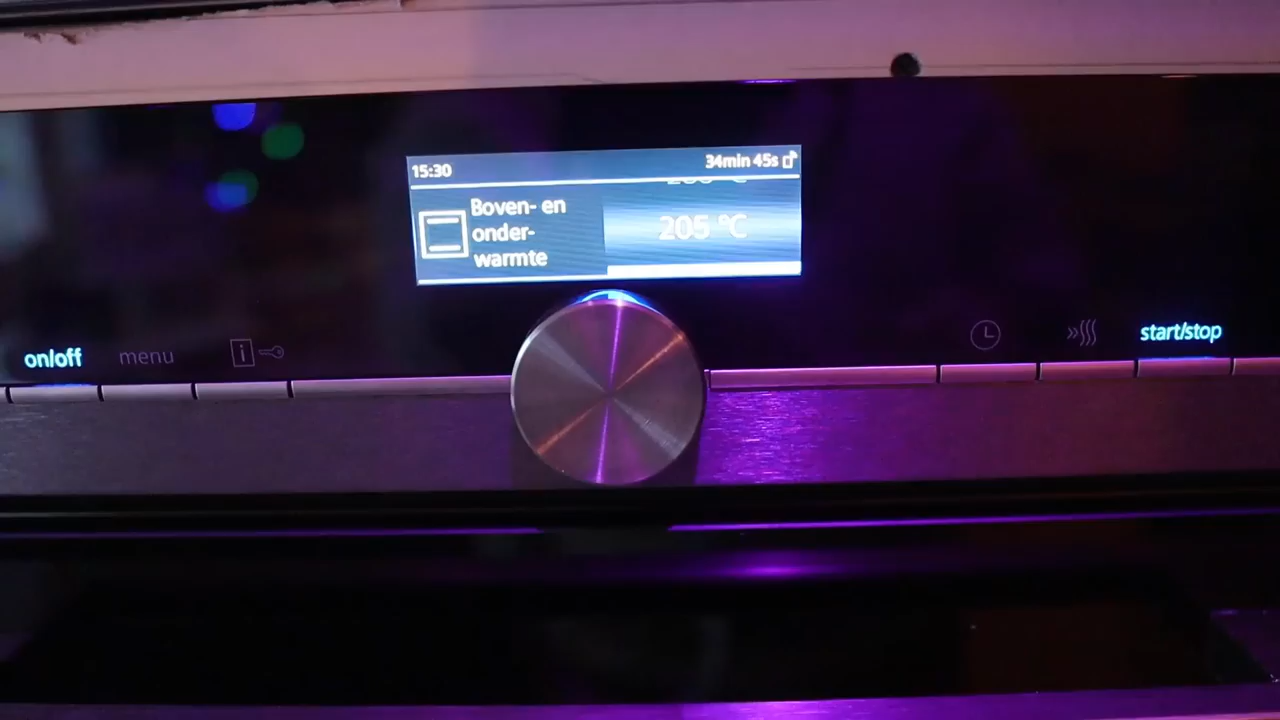 15:30
34min 45s
Boven- en
onder-
warmte
205 °C
on/off
menu
i
start/stop